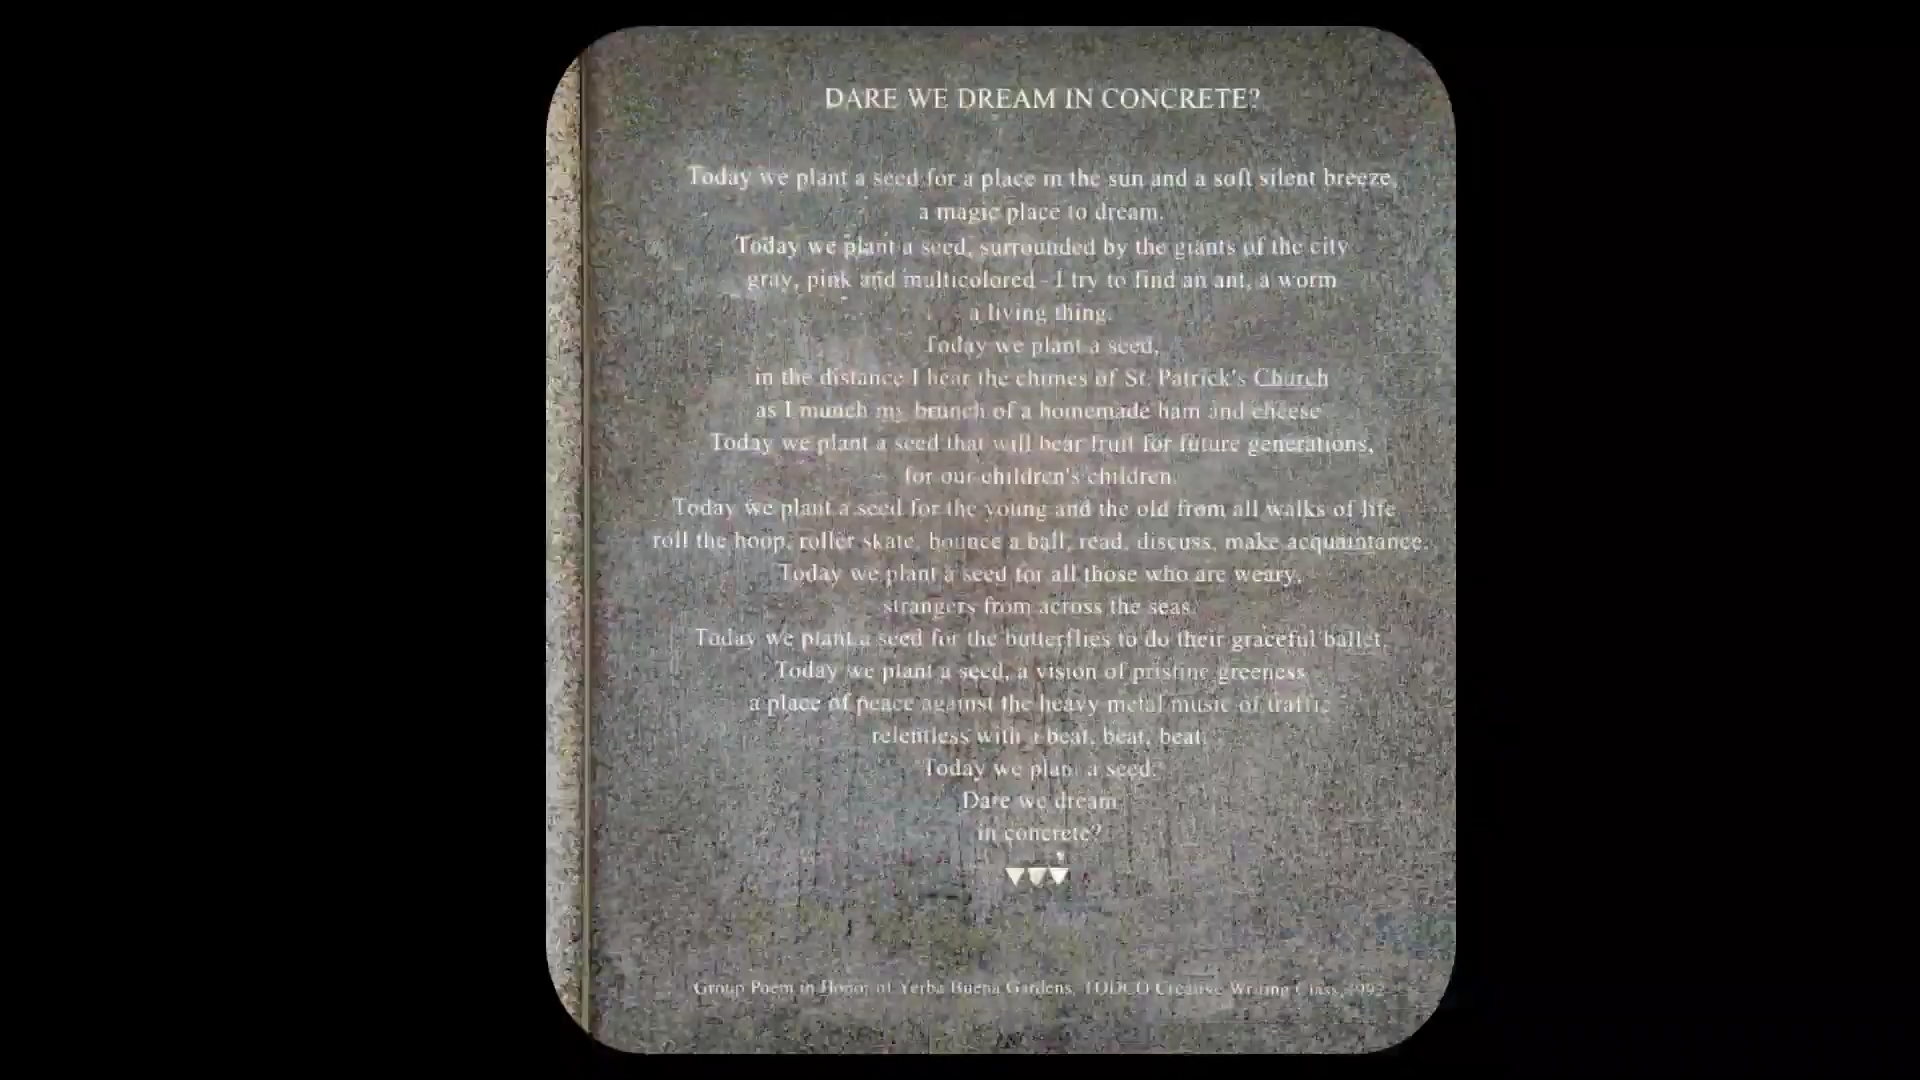 DARE WE DREAM IN CONCRETE?
Today we plant a seed for a place in the sun and a soft silent breeze,
a magic place to dream.
Today we plant a seed, surrounded by the giants of the city
gray, pink and multicolored - I try to find an ant, a worm
a living thing.
Today we plant a seed,
in the distance I hear the chimes of St. Patrick's Church
as I munch my brunch of a homemade ham and cheese
Today we plant a seed that will bear fruit for future generations,
for our children's children.
Today we plant a seed for the young and the old from all walks of life
roll the hoop, roller skate, bounce a ball, read, discuss, make acquaintance.
Today we plant a seed for all those who are weary,
strangers from across the seas.
Today we plant a seed for the butterflies to do their graceful ballet.
Today we plant a seed, a vision of pristine greeness
a place of peace against the heavy metal music of traffic
relentless with a beat, beat, beat.
Today we plant a seed.
Dare we dream
in concrete?
Group Poem in Honor of Yerba Buena Gardens, TODCO Creative Writing Class, 1992